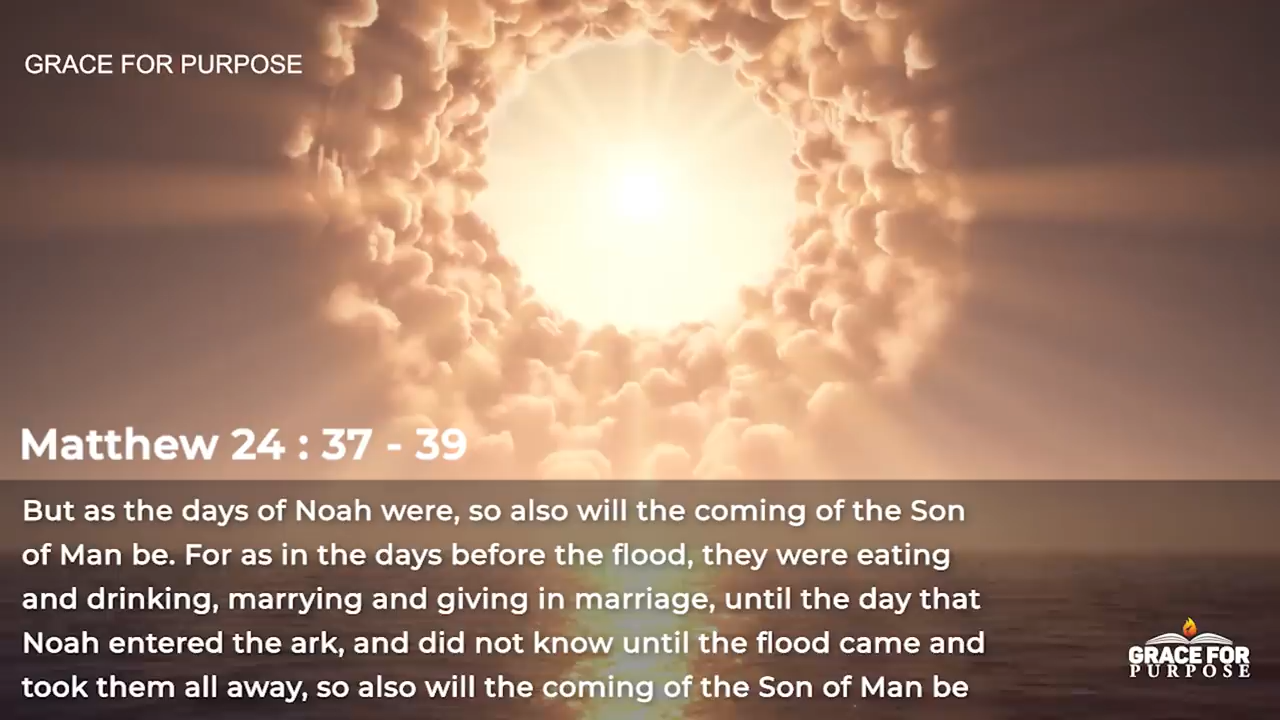 GRACE FOR PURPOSE
Matthew 24 : 37 - 39
But as the days of Noah were, so also will the coming of the Son
of Man be. For as in the days before the flood, they were eating
and drinking, marrying and giving in marriage, until the day that
Noah entered the ark, and did not know until the flood came and
took them all away, so also will the coming of the Son of Man be
GRACE FOR
PURPOSE